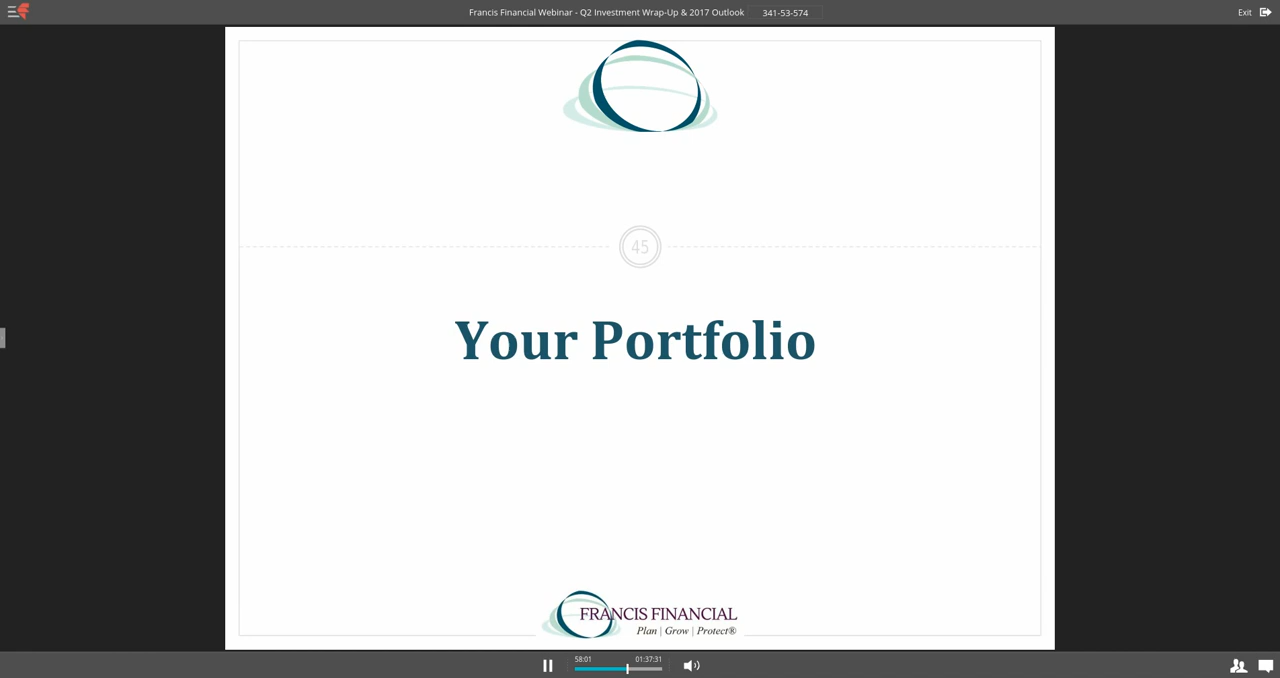 Francis Financial Webinar - Q2 Investment Wrap-Up & 2017 Outlook 341-53-574 Exit
45
Your Portfolio
FRANCIS FINANCIAL
Plan | Grow | Protect®
58:01 01:37:31